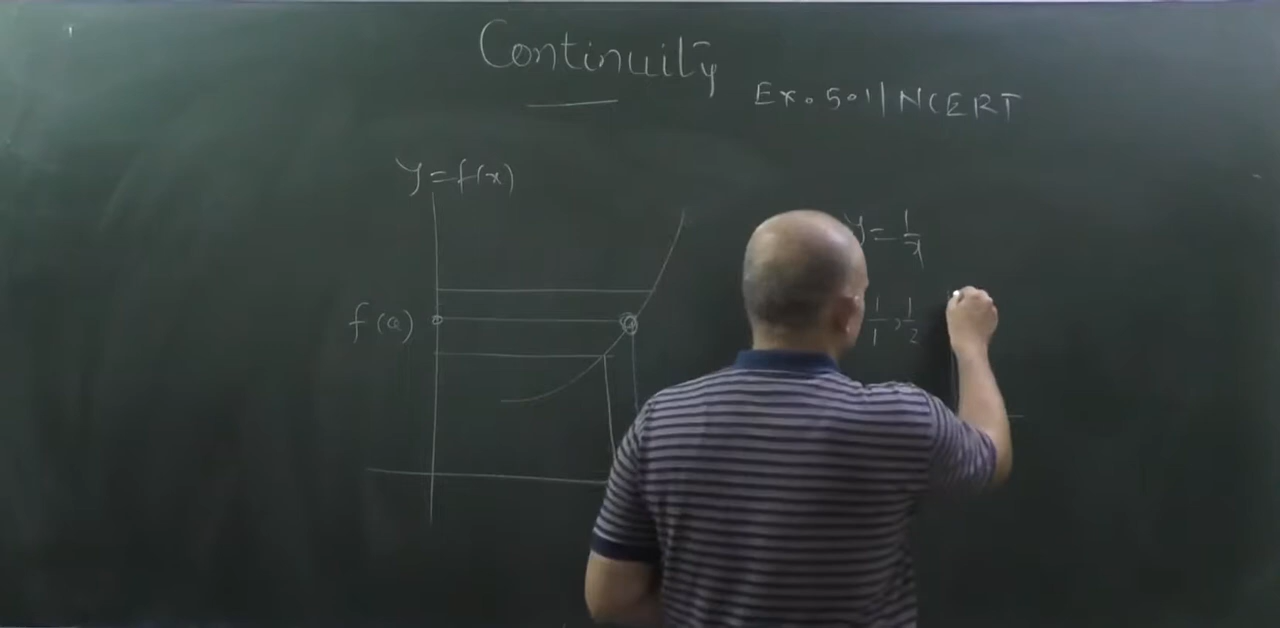 Continuity
Ex. 5.1 | NCERT
y = f(x)
y = 1/x
f(a)
1/1, 1/2